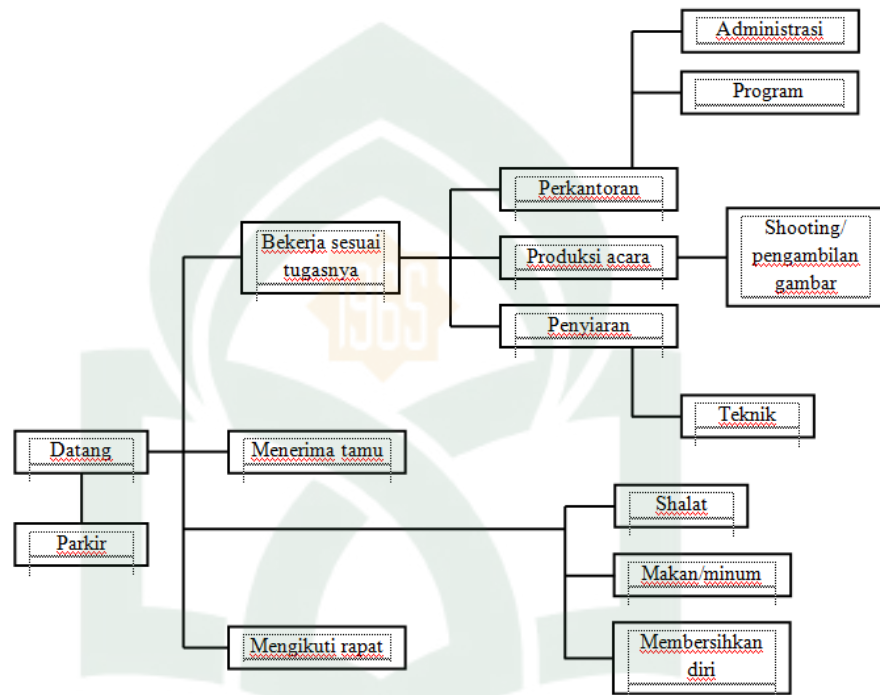 Administrasi
Program
Perkantoran
Bekerja sesuai
tugasnya
Produksi acara
Shooting/
pengambilan
gambar
Penyiaran
1965
Teknik
Datang
Menerima tamu
Shalat
Parkir
Makan/minum
Mengikuti rapat
Membersihkan
diri